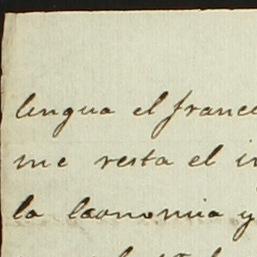 lengua el france
me resta el i
la economia y